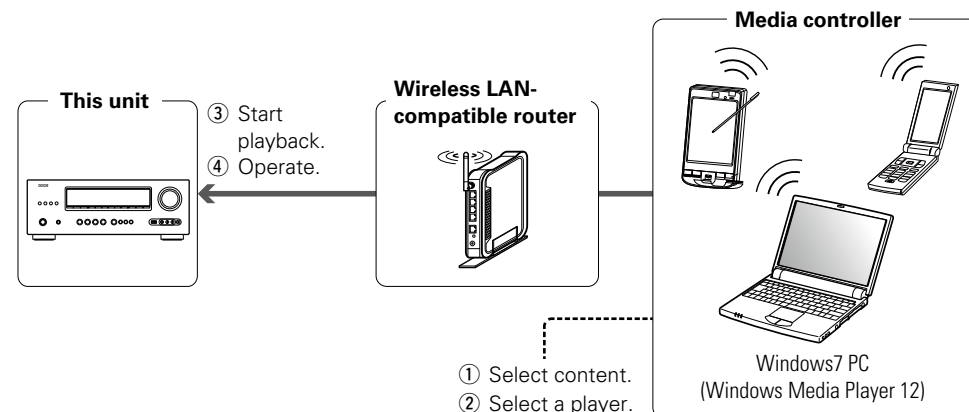 Media controller
This unit
③ Start
playback.
④ Operate.
Wireless LAN-
compatible router
① Select content.
② Select a player.
Windows7 PC
(Windows Media Player 12)